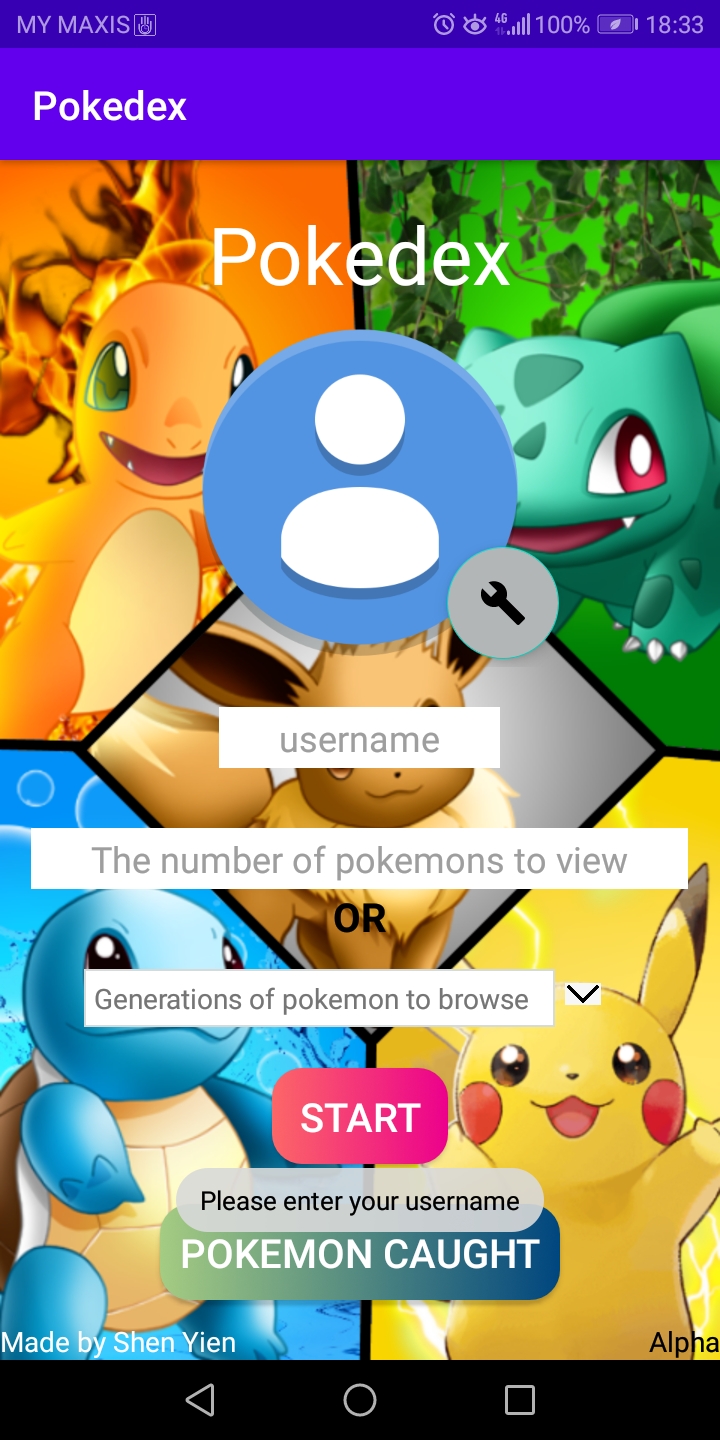 MY MAXIS 4G 100% 18:33
Pokedex
Pokedex
username
The number of pokemons to view
OR
Generations of pokemon to browse
START
Please enter your username
POKEMON CAUGHT
Made by Shen Yien Alpha